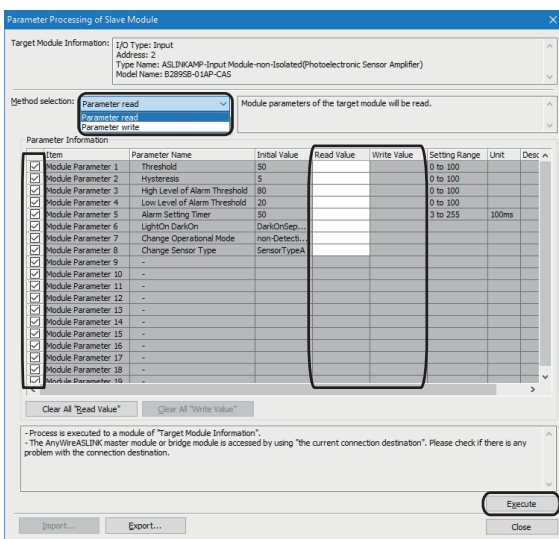 Parameter Processing of Slave Module
Target Module Information:
I/O Type: Input
Address: 2
Type Name: ASLINKAMP-Input Module-non-Isolated(Photoelectronic Sensor Amplifier)
Model Name: B289SB-01AP-CAS
Method selection: Parameter read
Module parameters of the target module will be read.
Parameter read
Parameter write
Parameter Information
Item Parameter Name Initial Value Read Value Write Value Setting Range Unit Desc
Module Parameter 1 Threshold 50 0 to 100
Module Parameter 2 Hysteresis 5 0 to 100
Module Parameter 3 High Level of Alarm Threshold 80 0 to 100
Module Parameter 4 Low Level of Alarm Threshold 20 0 to 100
Module Parameter 5 Alarm Setting Timer 50 3 to 255 100ms
Module Parameter 6 LightOn DarkOn DarkOnSep...
Module Parameter 7 Change Operational Mode non-Detecti...
Module Parameter 8 Change Sensor Type SensorTypeA
Module Parameter 9 -
Module Parameter 10 -
Module Parameter 11 -
Module Parameter 12 -
Module Parameter 13 -
Module Parameter 14 -
Module Parameter 15 -
Module Parameter 16 -
Module Parameter 17 -
Module Parameter 18 -
Module Parameter 19 -
Clear All "Read Value" Clear All "Write Value"
- Process is executed to a module of "Target Module Information".
- The AnyWireASLINK master module or bridge module is accessed by using "the current connection destination". Please check if there is any
problem with the connection destination.
Execute
Import... Export... Close